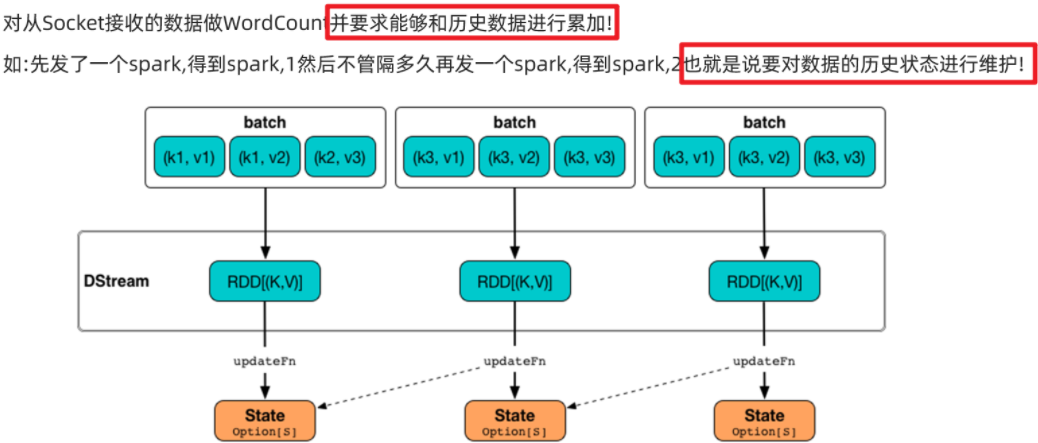 对从Socket接收的数据做WordCount并要求能够和历史数据进行累加!
如:先发了一个spark,得到spark,1然后不管隔多久再发一个spark,得到spark,2也就是说要对数据的历史状态进行维护!
batch batch batch
(k1, v1) (k1, v2) (k2, v3) (k3, v1) (k3, v2) (k3, v3) (k3, v1) (k3, v2) (k3, v3)
DStream RDD[(K,V)] RDD[(K,V)] RDD[(K,V)]
updateFn updateFn updateFn
State State State
Option[S] Option[S] Option[S]